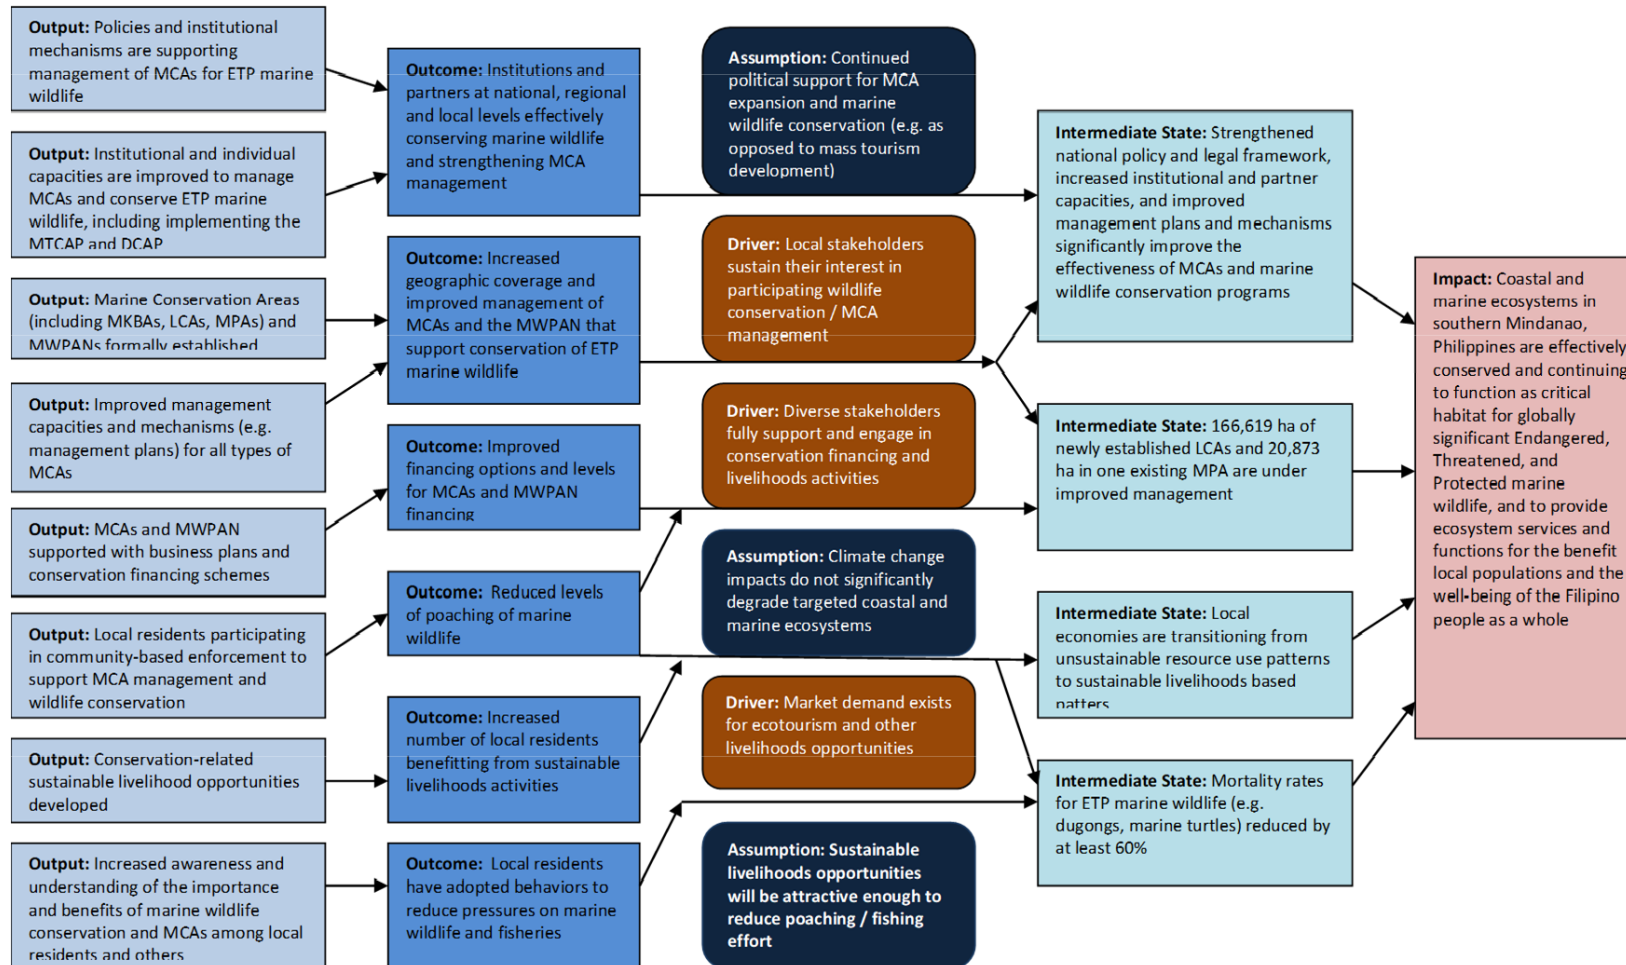 Output: Policies and institutional
mechanisms are supporting
management of MCAs for ETP marine
wildlife
Output: Institutional and individual
capacities are improved to manage
MCAs and conserve ETP marine
wildlife, including implementing the
MTCAP and DCAP
Output: Marine Conservation Areas
(including MKBAs, LCAs, MPAs) and
MWPANs formally established
Output: Improved management
capacities and mechanisms (e.g.
management plans) for all types of
MCAs
Output: MCAs and MWPAN
supported with business plans and
conservation financing schemes
Output: Local residents participating
in community-based enforcement to
support MCA management and
wildlife conservation
Output: Conservation-related
sustainable livelihood opportunities
developed
Output: Increased awareness and
understanding of the importance
and benefits of marine wildlife
conservation and MCAs among local
residents and others
Outcome: Institutions and
partners at national, regional
and local levels effectively
conserving marine wildlife
and strengthening MCA
management
Outcome: Increased
geographic coverage and
improved management of
MCAs and the MWPAN that
support conservation of ETP
marine wildlife
Outcome: Improved
financing options and levels
for MCAs and MWPAN
financing
Outcome: Reduced levels
of poaching of marine
wildlife
Outcome: Increased
number of local residents
benefitting from sustainable
livelihoods activities
Outcome: Local residents
have adopted behaviors to
reduce pressures on marine
wildlife and fisheries
Assumption: Continued
political support for MCA
expansion and marine
wildlife conservation (e.g. as
opposed to mass tourism
development)
Driver: Local stakeholders
sustain their interest in
participating wildlife
conservation / MCA
management
Driver: Diverse stakeholders
fully support and engage in
conservation financing and
livelihoods activities
Assumption: Climate change
impacts do not significantly
degrade targeted coastal and
marine ecosystems
Driver: Market demand exists
for ecotourism and other
livelihoods opportunities
Assumption: Sustainable
livelihoods opportunities
will be attractive enough to
reduce poaching / fishing
effort
Intermediate State: Strengthened
national policy and legal framework,
increased institutional and partner
capacities, and improved
management plans and mechanisms
significantly improve the
effectiveness of MCAs and marine
wildlife conservation programs
Intermediate State: 166,619 ha of
newly established LCAs and 20,873
ha in one existing MPA are under
improved management
Intermediate State: Local
economies are transitioning from
unsustainable resource use patterns
to sustainable livelihoods based
patters
Intermediate State: Mortality rates
for ETP marine wildlife (e.g.
dugongs, marine turtles) reduced by
at least 60%
Impact: Coastal and
marine ecosystems in
southern Mindanao,
Philippines are effectively
conserved and continuing
to function as critical
habitat for globally
significant Endangered,
Threatened, and
Protected marine
wildlife, and to provide
ecosystem services and
functions for the benefit
local populations and the
well-being of the Filipino
people as a whole